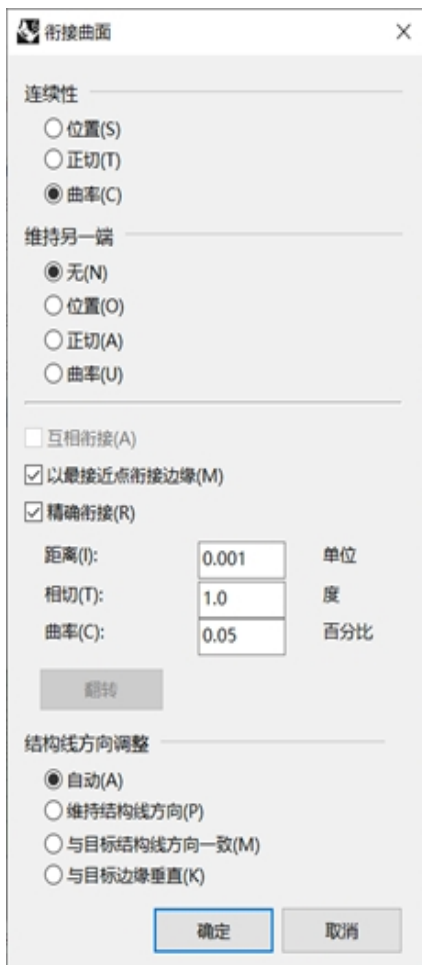 衔接曲面
连续性
位置(S)
正切(T)
曲率(C)
维持另一端
无(N)
位置(O)
正切(A)
曲率(U)
互相衔接(A)
以最接近点衔接边缘(M)
精确衔接(R)
距离(I): 0.001 单位
相切(T): 1.0 度
曲率(C): 0.05 百分比
翻转
结构线方向调整
自动(A)
维持结构线方向(P)
与目标结构线方向一致(M)
与目标边缘垂直(K)
确定 取消